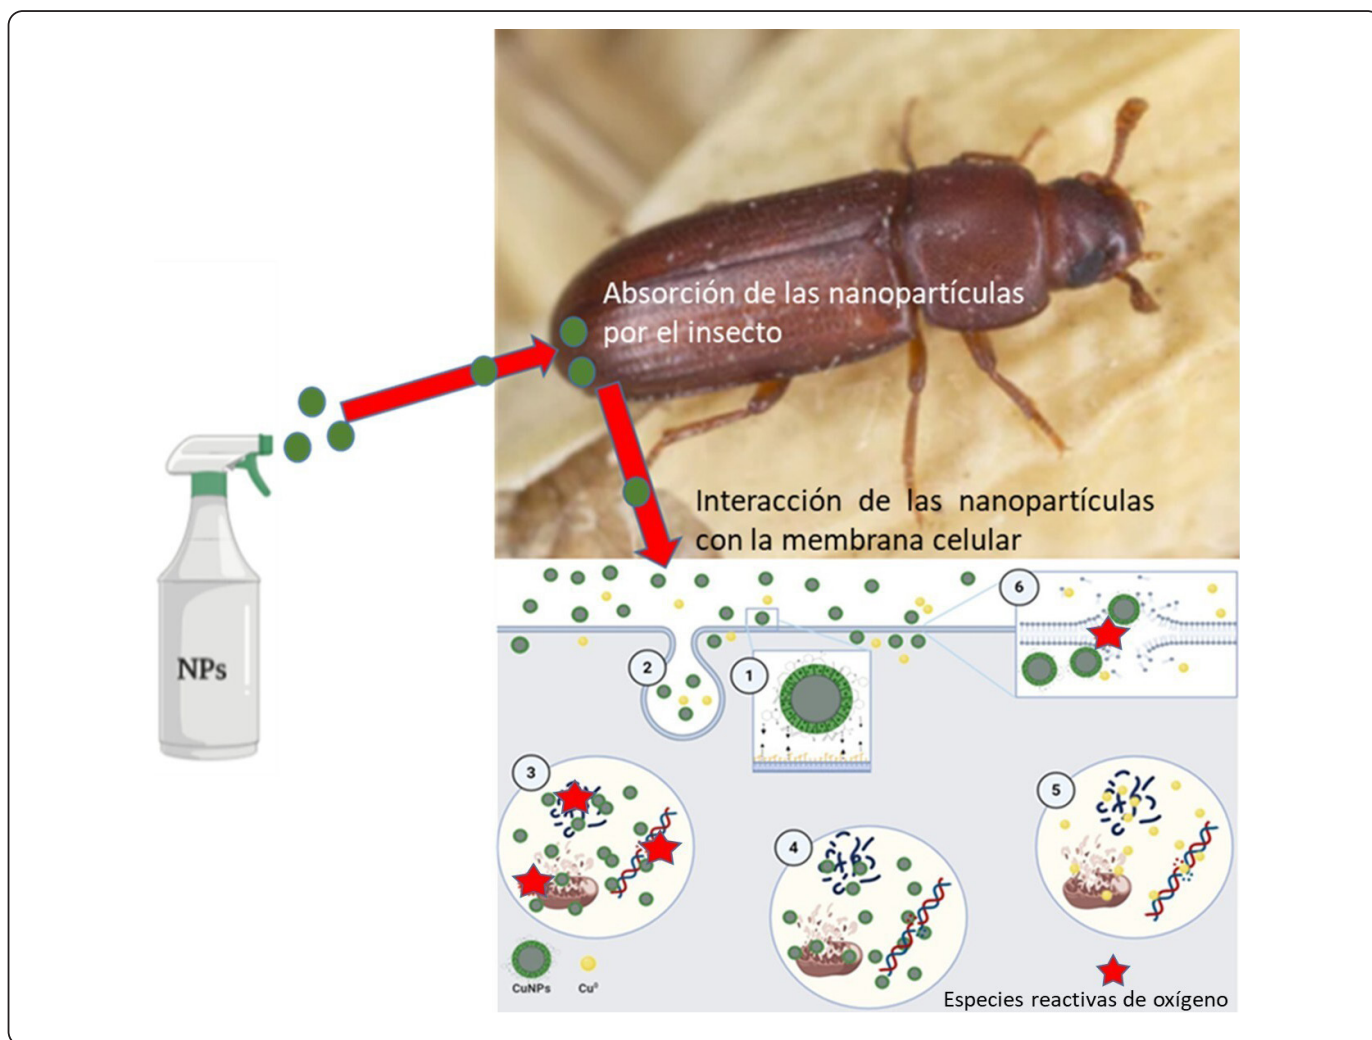 Absorción de las nanopartículas
por el insecto
NPs
Interacción de las nanopartículas
con la membrana celular
6
2
1
3
5
4
CuNPs
Cu⁰
Especies reactivas de oxígeno